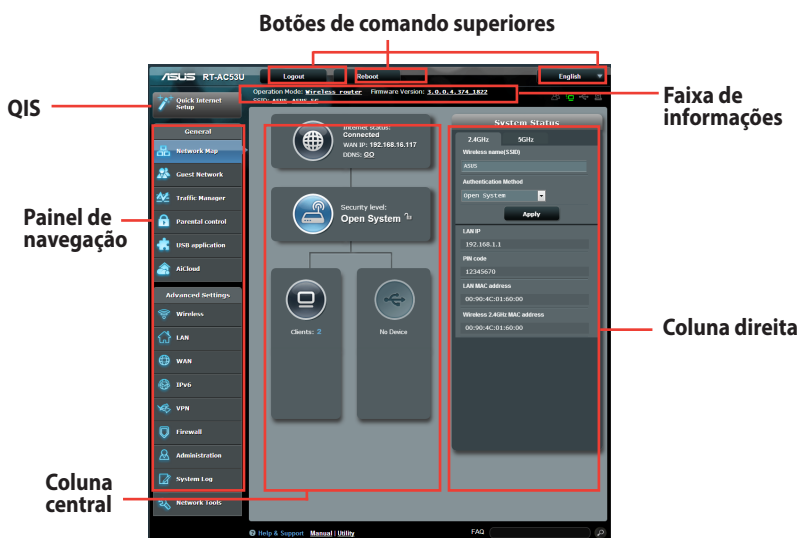 Botões de comando superiores
ASUS RT-AC53U
Logout
Reboot
English
QIS
Quick Internet
Setup
Operation Mode: Wireless router Firmware Version: 3.0.0.4.374_1822
SSID: ASUS ASUS_5G
Faixa de
informações
General
Network Map
Guest Network
Traffic Manager
Parental control
USB application
AiCloud
Painel de
navegação
Advanced Settings
Wireless
LAN
WAN
IPv6
VPN
Firewall
Administration
System Log
Network Tools
Internet status:
Connected
WAN IP: 192.168.16.117
DDNS: GO
Security level:
Open System
Clients: 2
No Device
System Status
2.4GHz
5GHz
Wireless name(SSID)
ASUS
Authentication Method
Open System
Apply
LAN IP
192.168.1.1
PIN code
12345670
LAN MAC address
00:90:4C:01:60:00
Wireless 2.4GHz MAC address
00:90:4C:01:60:00
Coluna direita
Coluna
central
Help & Support Manual | Utility
FAQ